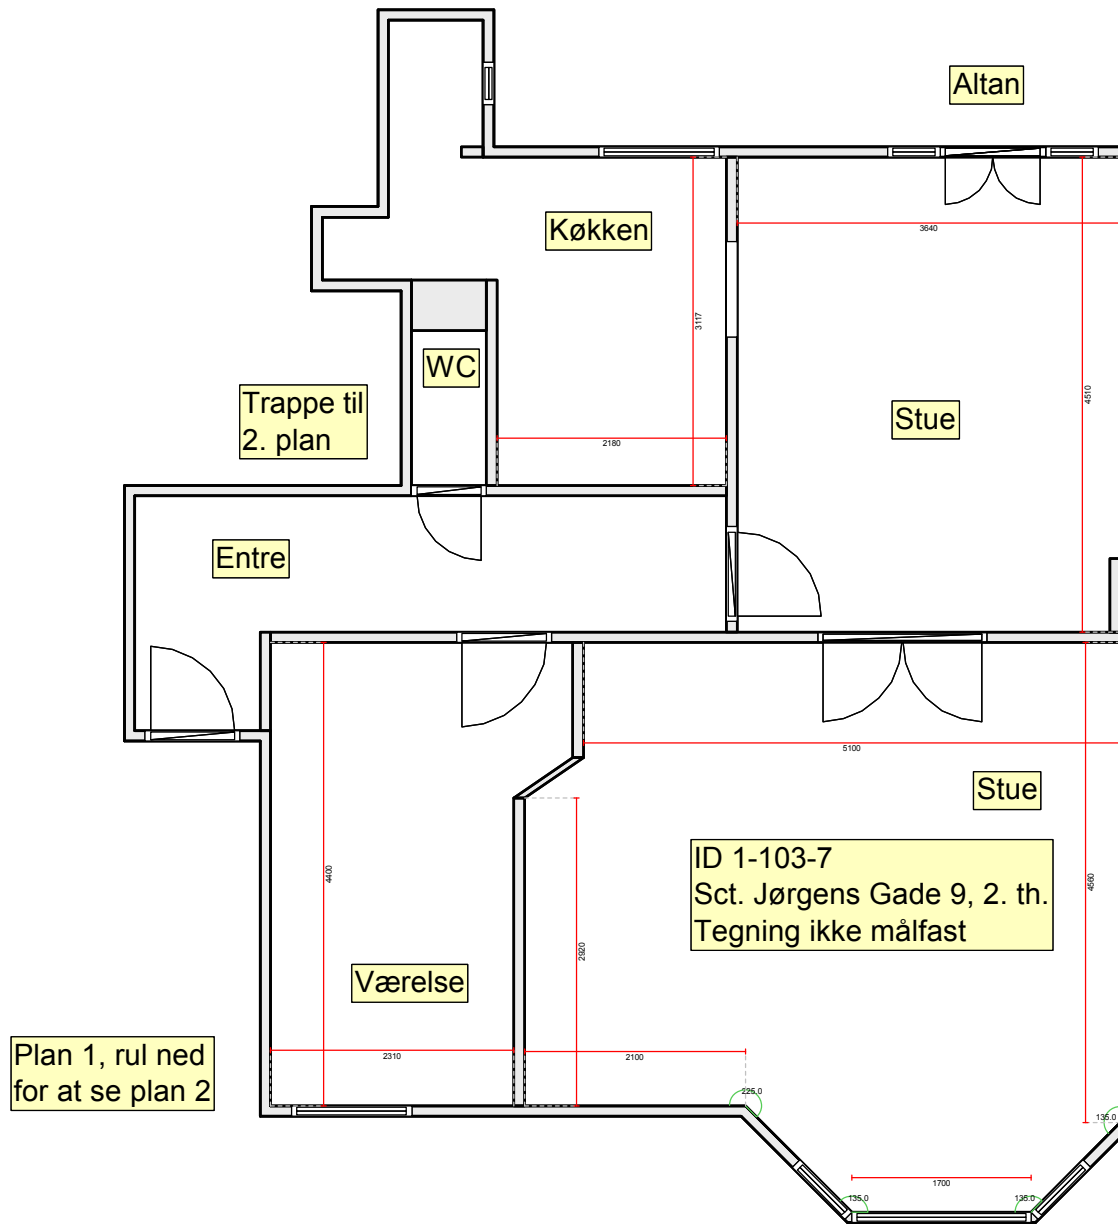 Altan
Køkken
3640
3117
4510
WC
Trappe til
2. plan
Stue
2180
Entre
5100
Stue
ID 1-103-7
Sct. Jørgens Gade 9, 2. th.
Tegning ikke målfast
4400
4560
2920
Værelse
Plan 1, rul ned
for at se plan 2
2310
2100
225.0
135.0
1700
135.0
135.0